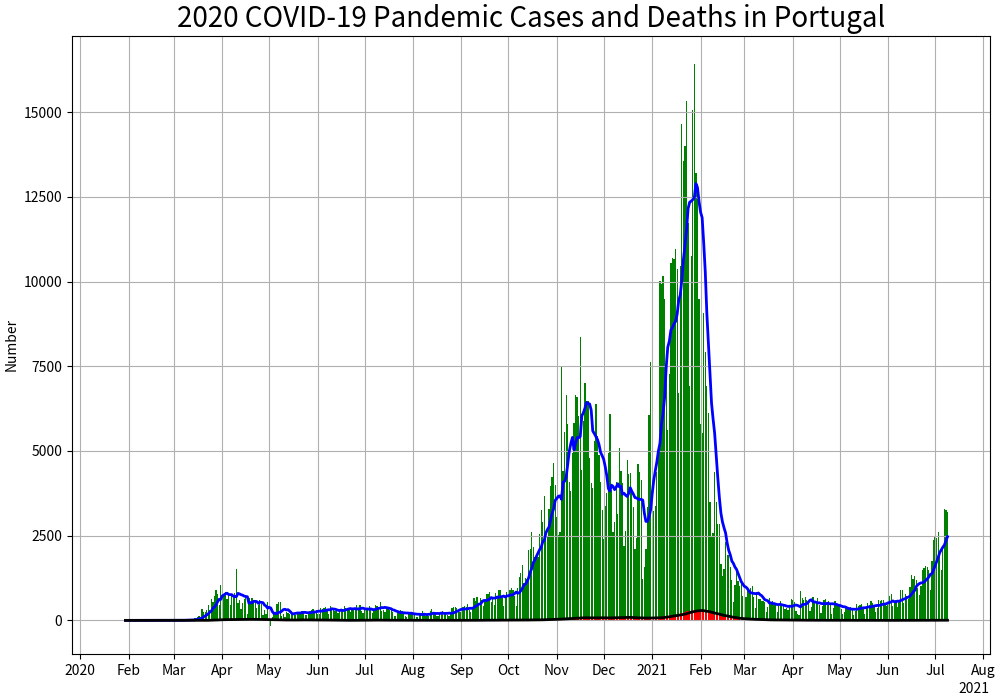 2020 COVID-19 Pandemic Cases and Deaths in Portugal
Number
15000
12500
10000
7500
5000
2500
0
2020 Feb Mar Apr May Jun Jul Aug Sep Oct Nov Dec 2021 Feb Mar Apr May Jun Jul Aug
2021